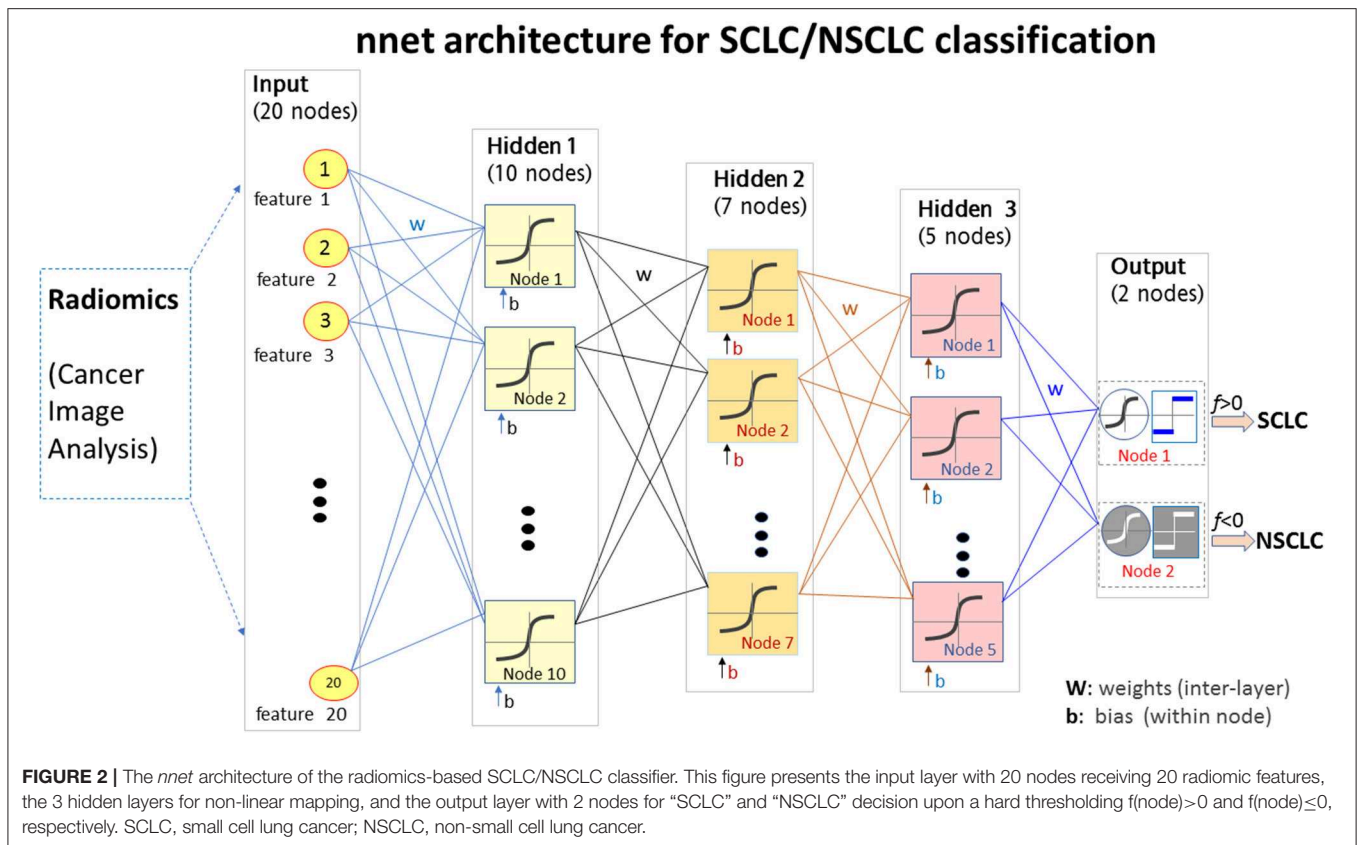 nnet architecture for SCLC/NSCLC classification
Input
(20 nodes)
1
feature 1
2
feature 2
3
feature 3
20
feature 20
Radiomics
(Cancer
Image
Analysis)
w
Hidden 1
(10 nodes)
Node 1
b
Node 2
b
Node 10
b
w
Hidden 2
(7 nodes)
Node 1
b
Node 2
b
Node 7
b
w
Hidden 3
(5 nodes)
Node 1
b
Node 2
b
Node 5
b
w
Output
(2 nodes)
Node 1
f>0
SCLC
Node 2
f<0
NSCLC
W: weights (inter-layer)
b: bias (within node)
FIGURE 2 | The nnet architecture of the radiomics-based SCLC/NSCLC classifier. This figure presents the input layer with 20 nodes receiving 20 radiomic features,
the 3 hidden layers for non-linear mapping, and the output layer with 2 nodes for “SCLC” and “NSCLC” decision upon a hard thresholding f(node)>0 and f(node)≤0,
respectively. SCLC, small cell lung cancer; NSCLC, non-small cell lung cancer.